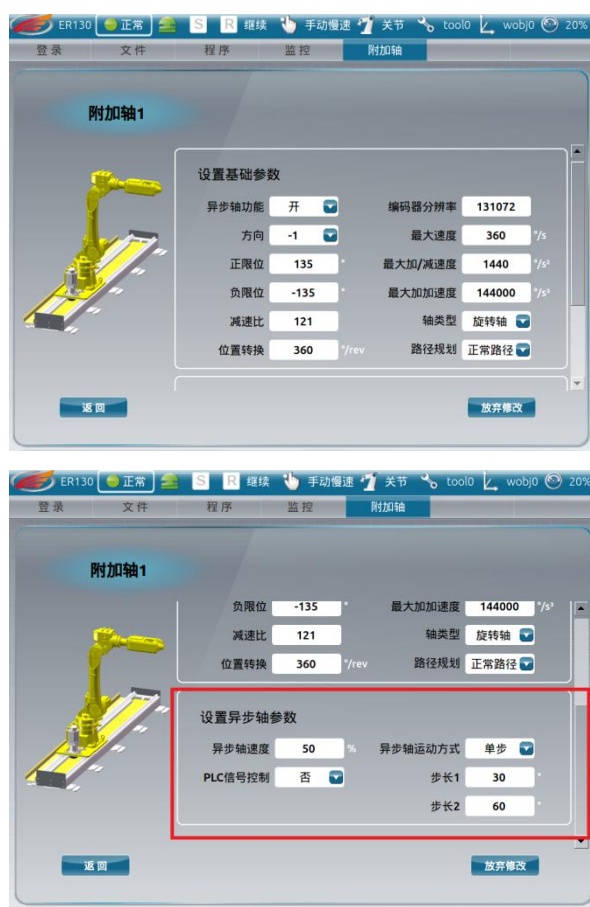 ER130 正常 S R 继续 手动慢速 关节 tool0 wobj0 20%
登录 文件 程序 监控 附加轴
附加轴1
设置基础参数
异步轴功能 开 编码器分辨率 131072
方向 -1 最大速度 360 °/s
正限位 135 ° 最大加/减速度 1440 °/s²
负限位 -135 ° 最大加加速度 144000 °/s³
减速比 121 轴类型 旋转轴
位置转换 360 °/rev 路径规划 正常路径
返回 放弃修改
ER130 正常 S R 继续 手动慢速 关节 tool0 wobj0 20%
登录 文件 程序 监控 附加轴
附加轴1
负限位 -135 ° 最大加加速度 144000 °/s³
减速比 121 轴类型 旋转轴
位置转换 360 °/rev 路径规划 正常路径
设置异步轴参数
异步轴速度 50 % 异步轴运动方式 单步
PLC信号控制 否 步长1 30 °
步长2 60 °
返回 放弃修改